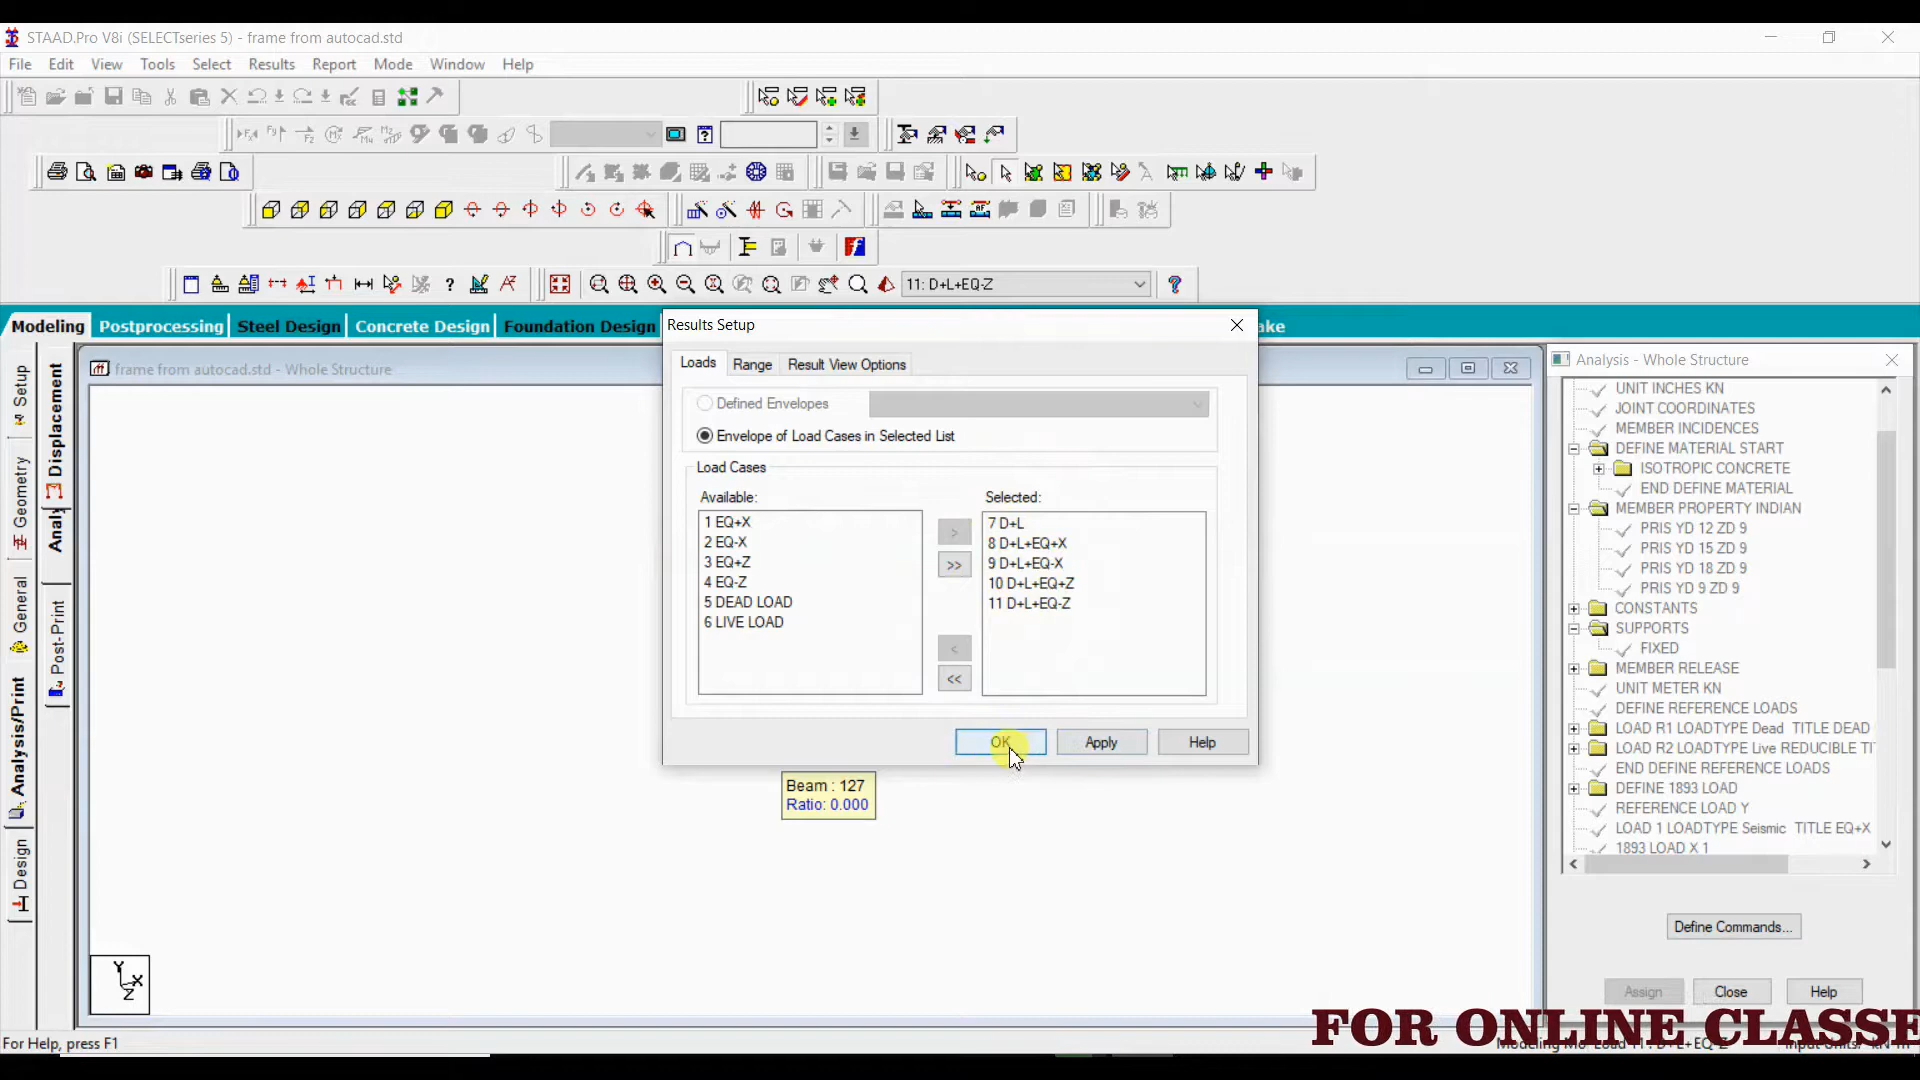 STAAD.Pro V8i (SELECTseries 5) - frame from autocad.std
File Edit View Tools Select Results Report Mode Window Help
11: D+L+EQ-Z
Modeling Postprocessing Steel Design Concrete Design Foundation Design
Results Setup
Loads Range Result View Options
Defined Envelopes
Envelope of Load Cases in Selected List
Load Cases
Available:
1 EQ+X
2 EQ-X
3 EQ+Z
4 EQ-Z
5 DEAD LOAD
6 LIVE LOAD
>
>>
<
<<
Selected:
7 D+L
8 D+L+EQ+X
9 D+L+EQ-X
10 D+L+EQ+Z
11 D+L+EQ-Z
OK Apply Help
Beam : 127
Ratio: 0.000
frame from autocad.std - Whole Structure
Setup
Geometry
General
Analysis/Print
Design
Displacement
Post-Print
Y
X
Z
Analysis - Whole Structure
UNIT INCHES KN
JOINT COORDINATES
MEMBER INCIDENCES
DEFINE MATERIAL START
ISOTROPIC CONCRETE
END DEFINE MATERIAL
MEMBER PROPERTY INDIAN
PRIS YD 12 ZD 9
PRIS YD 15 ZD 9
PRIS YD 18 ZD 9
PRIS YD 9 ZD 9
CONSTANTS
SUPPORTS
FIXED
MEMBER RELEASE
UNIT METER KN
DEFINE REFERENCE LOADS
LOAD R1 LOADTYPE Dead TITLE DEAD
LOAD R2 LOADTYPE Live REDUCIBLE TI
END DEFINE REFERENCE LOADS
DEFINE 1893 LOAD
REFERENCE LOAD Y
LOAD 1 LOADTYPE Seismic TITLE EQ+X
1893 LOAD X 1
Define Commands...
Assign Close Help
FOR ONLINE CLASSE
For Help, press F1